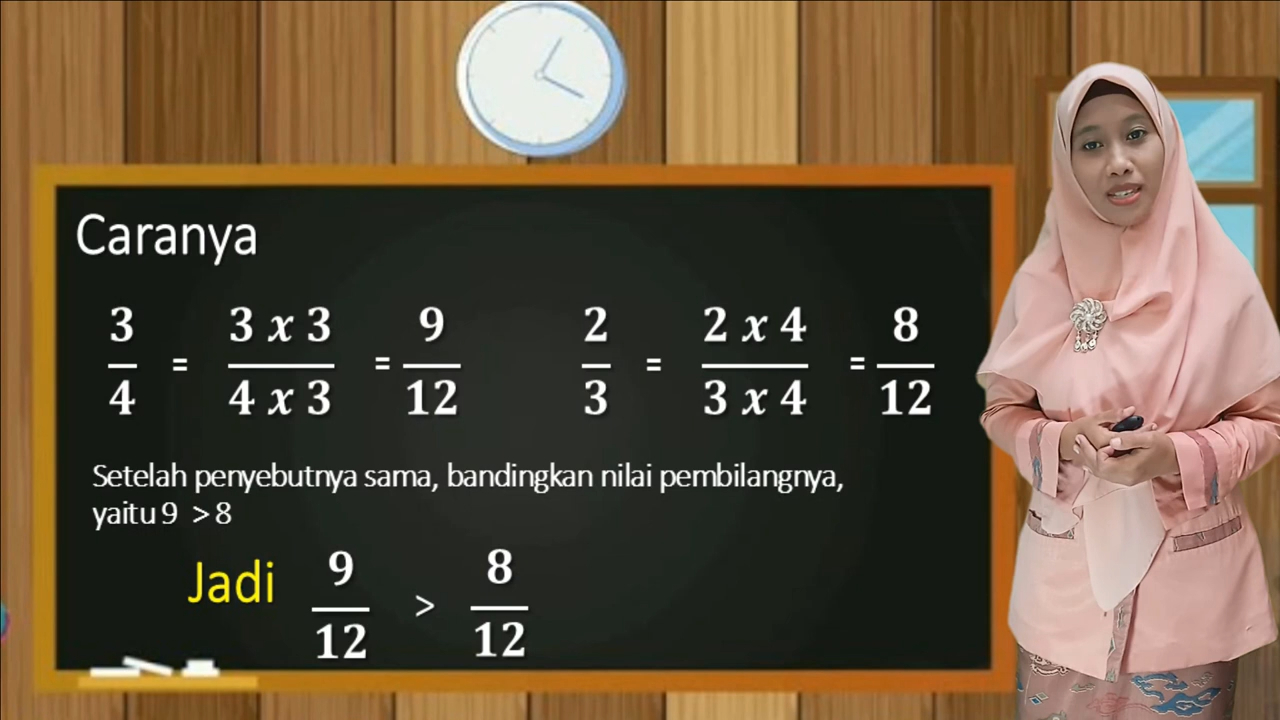 Caranya
3/4 = 3 x 3 / 4 x 3 = 9/12 2/3 = 2 x 4 / 3 x 4 = 8/12
Setelah penyebutnya sama, bandingkan nilai pembilangnya,
yaitu 9 > 8
Jadi 9/12 > 8/12